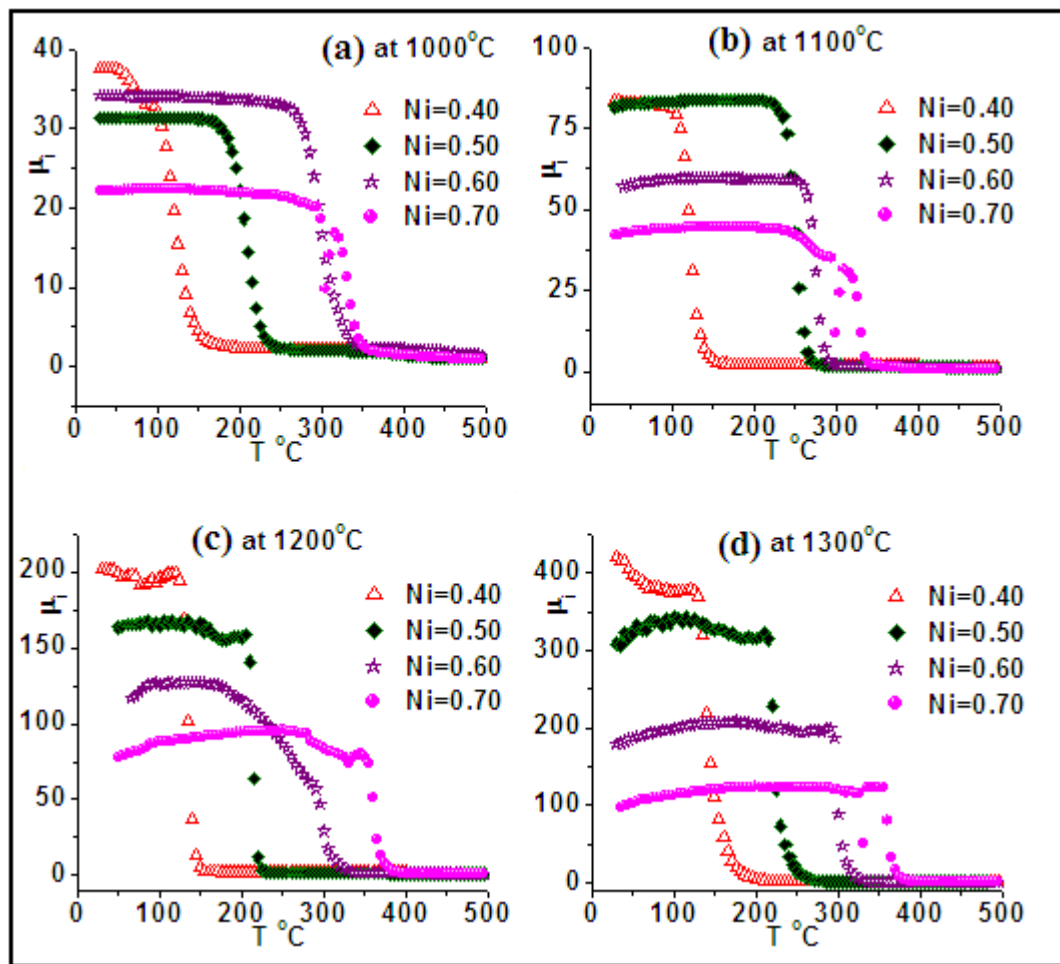 (a) at 1000°C
40
30
20
10
0
μi
0 100 200 300 400 500
T °C
Ni=0.40
Ni=0.50
Ni=0.60
Ni=0.70
(b) at 1100°C
100
75
50
25
0
μi
0 100 200 300 400 500
T °C
Ni=0.40
Ni=0.50
Ni=0.60
Ni=0.70
(c) at 1200°C
200
150
100
50
0
μi
0 100 200 300 400 500
T °C
Ni=0.40
Ni=0.50
Ni=0.60
Ni=0.70
(d) at 1300°C
400
300
200
100
0
μi
0 100 200 300 400 500
T °C
Ni=0.40
Ni=0.50
Ni=0.60
Ni=0.70